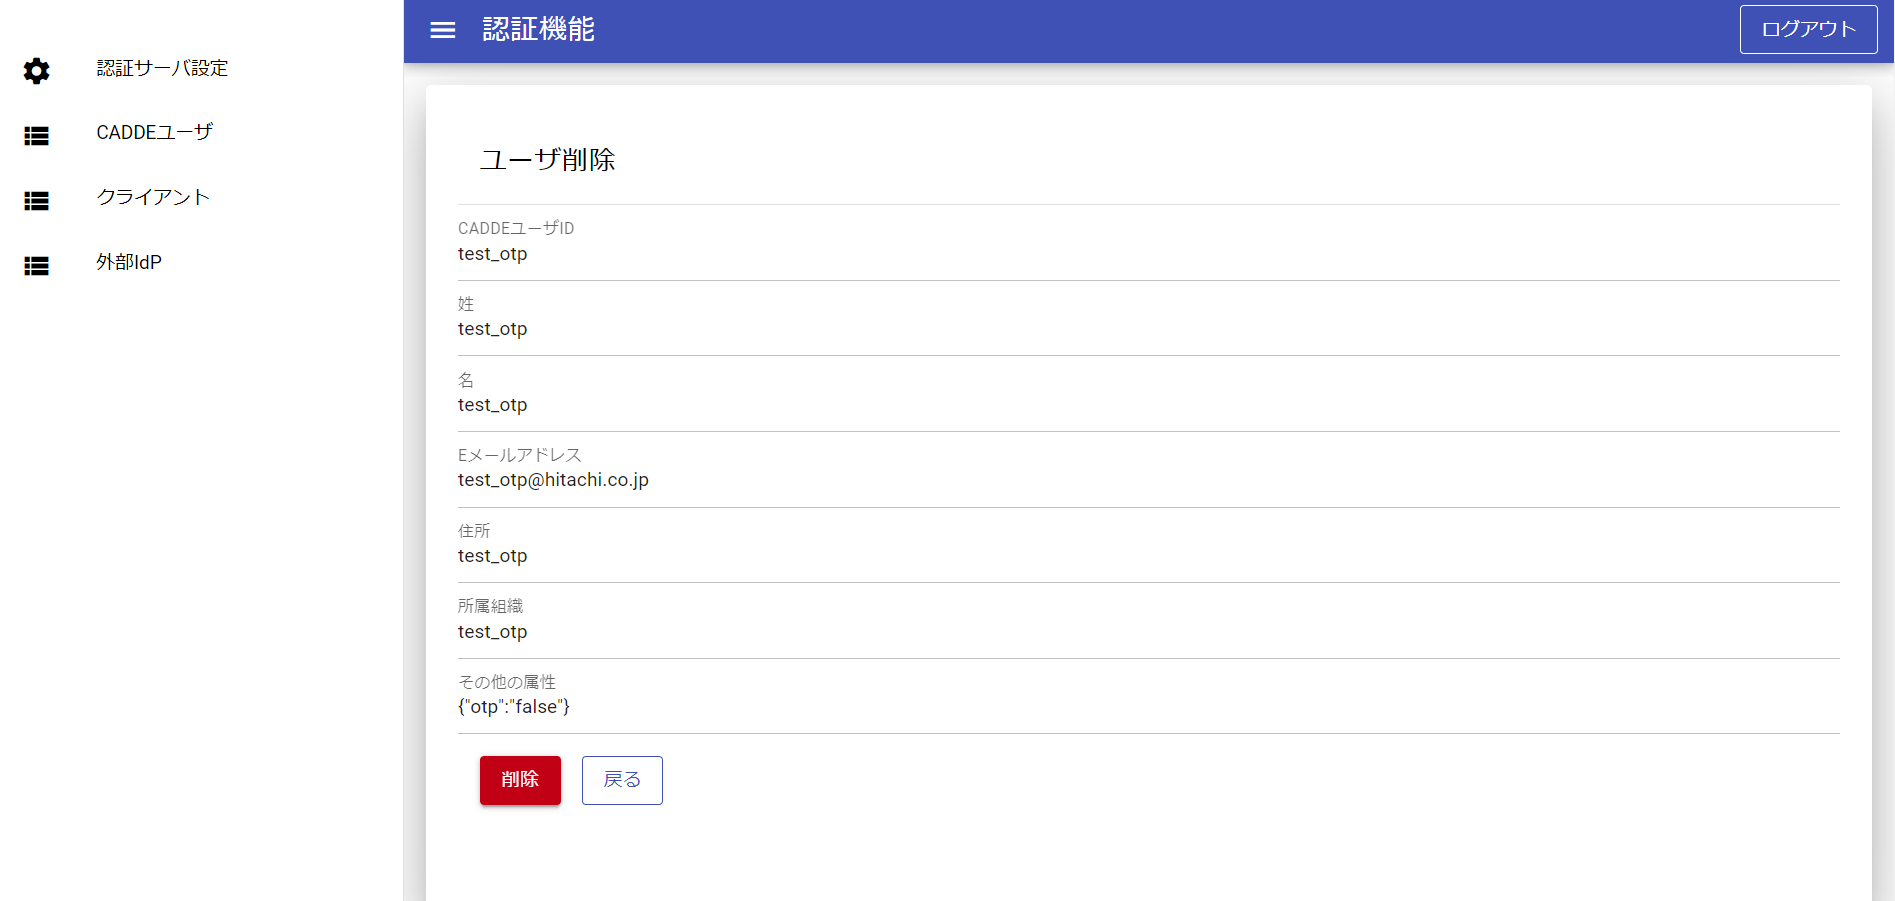 認証サーバ設定
CADDEユーザ
クライアント
外部IdP
認証機能
ログアウト
ユーザ削除
CADDEユーザID
test_otp
姓
test_otp
名
test_otp
Eメールアドレス
test_otp@hitachi.co.jp
住所
test_otp
所属組織
test_otp
その他の属性
{"otp":"false"}
削除
戻る